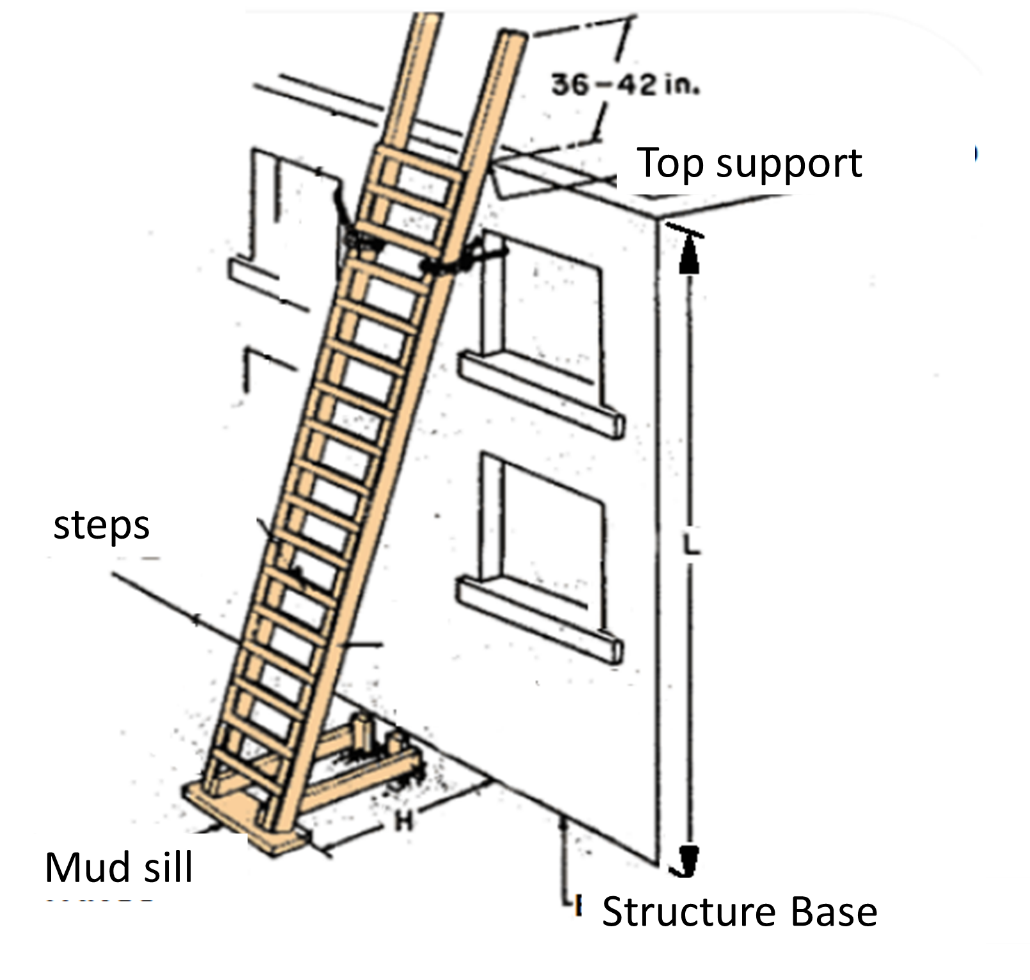 36-42 in.
Top support
steps
L
H
Mud sill
Structure Base